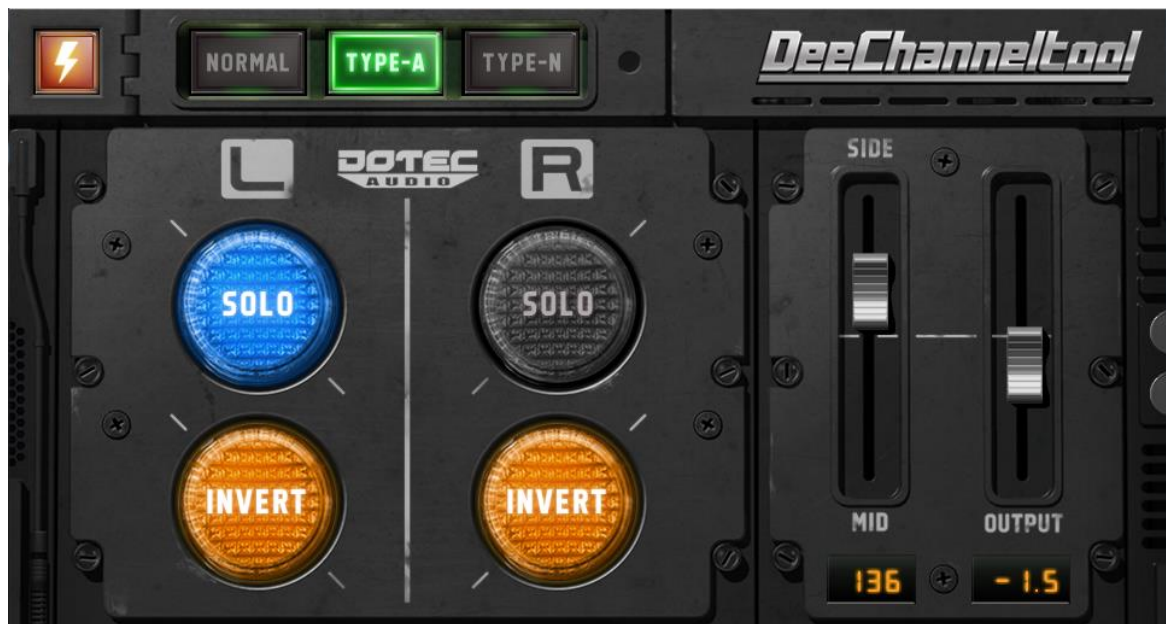 NORMAL TYPE-A TYPE-N
DeeChanneltool
L DOTEC AUDIO R
SIDE
SOLO SOLO
INVERT INVERT
MID OUTPUT
136 -1.5